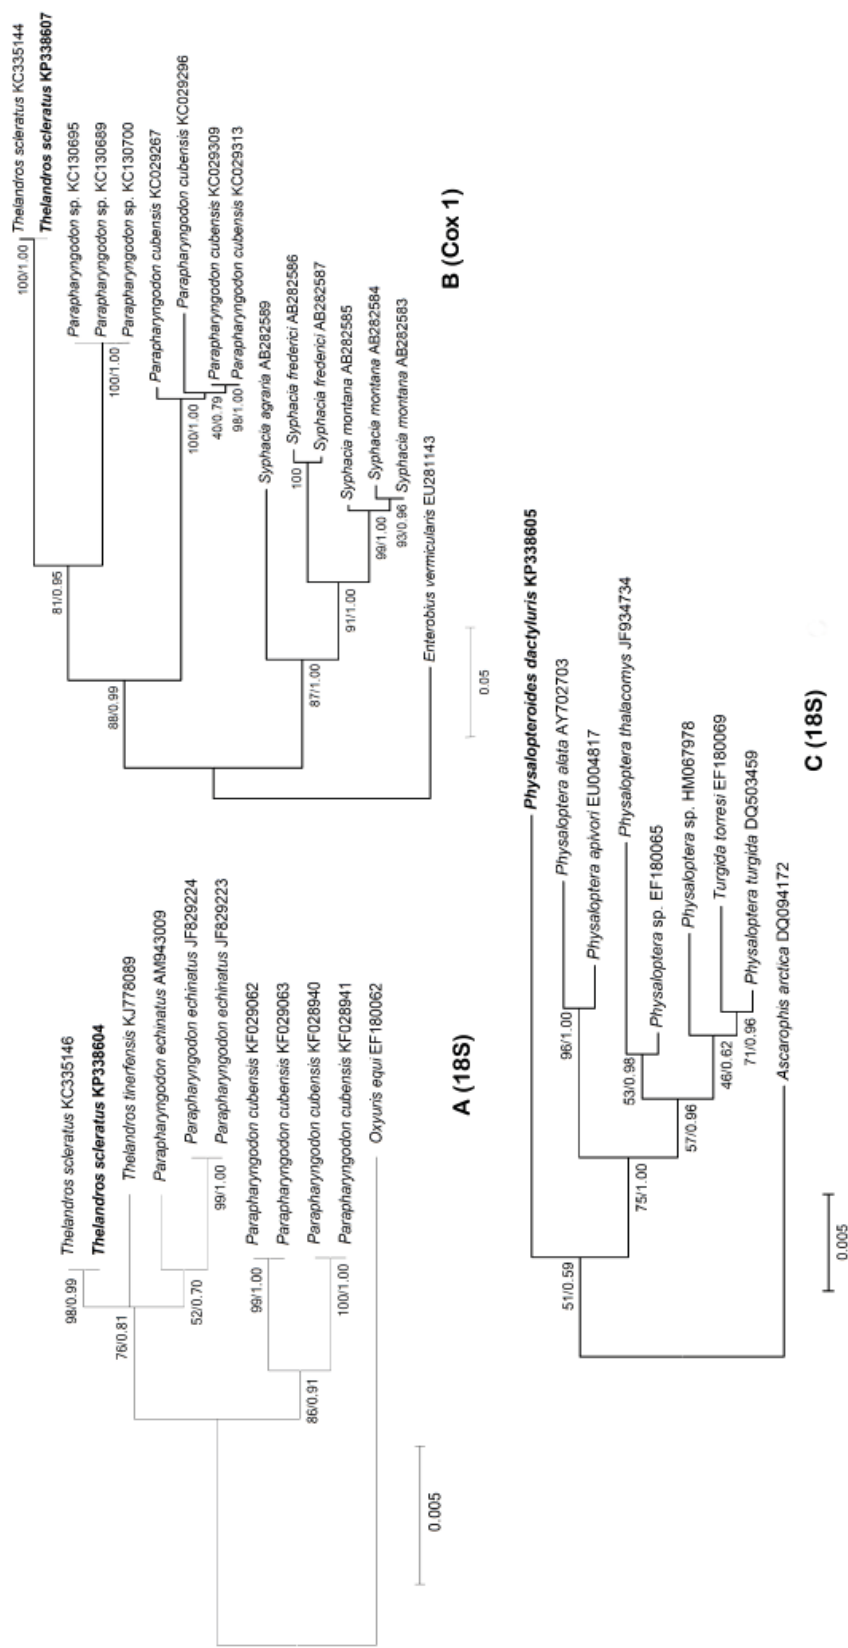 Thelandros scleratus KC335146
98/0.99
Thelandros scleratus KP338604
76/0.81
Thelandros tinerfensis KJ778089
Parapharyngodon echinatus AM943009
52/0.70
Parapharyngodon echinatus JF829224
99/1.00
Parapharyngodon echinatus JF829223
Parapharyngodon cubensis KF029062
99/1.00
Parapharyngodon cubensis KF029063
86/0.91
Parapharyngodon cubensis KF028940
100/1.00
Parapharyngodon cubensis KF028941
Oxyuris equi EF180062
0.005
A (18S)
Thelandros scleratus KC335144
100/1.00
Thelandros scleratus KP338607
81/0.95
Parapharyngodon sp. KC130695
Parapharyngodon sp. KC130689
100/1.00
Parapharyngodon sp. KC130700
88/0.99
Parapharyngodon cubensis KC029267
Parapharyngodon cubensis KC029296
100/1.00
Parapharyngodon cubensis KC029309
40/0.79
Parapharyngodon cubensis KC029313
98/1.00
Syphacia agraria AB282589
Syphacia frederici AB282586
100
Syphacia frederici AB282587
87/1.00
Syphacia montana AB282585
91/1.00
Syphacia montana AB282584
99/1.00
Syphacia montana AB282583
93/0.96
Enterobius vermicularis EU281143
0.05
B (Cox 1)
Physalopteroides dactyluris KP338605
Physaloptera alata AY702703
96/1.00
51/0.59
Physaloptera apivori EU004817
Physaloptera thalacomys JF934734
53/0.98
75/1.00
Physaloptera sp. EF180065
Physaloptera sp. HM067978
57/0.96
Turgida torresi EF180069
46/0.62
Physaloptera turgida DQ503459
71/0.96
Ascarophis arctica DQ094172
0.005
C (18S)